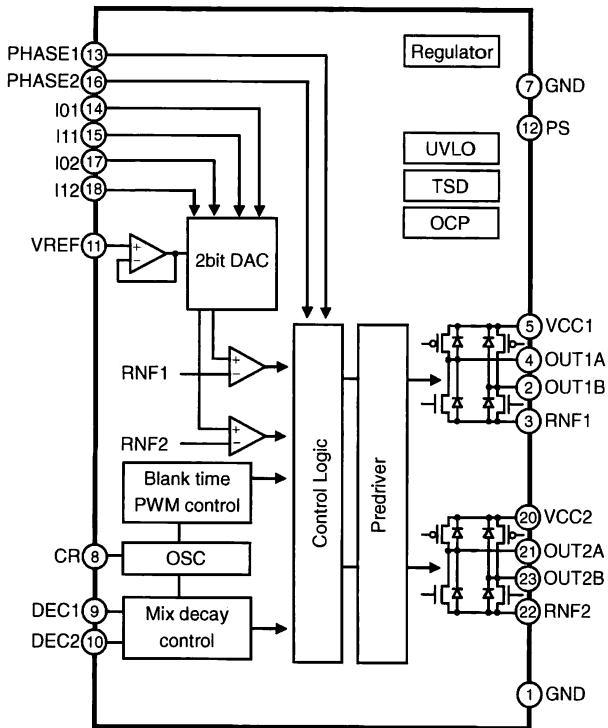 PHASE1 13
PHASE2 16
I01 14
I11 15
I02 17
I12 18
VREF 11
+
−
2bit DAC
Regulator
7 GND
12 PS
UVLO
TSD
OCP
RNF1
+
−
RNF2
+
−
Blank time
PWM control
CR 8
OSC
DEC1 9
DEC2 10
Mix decay
control
Control Logic
Predriver
5 VCC1
4 OUT1A
2 OUT1B
3 RNF1
20 VCC2
21 OUT2A
23 OUT2B
22 RNF2
1 GND